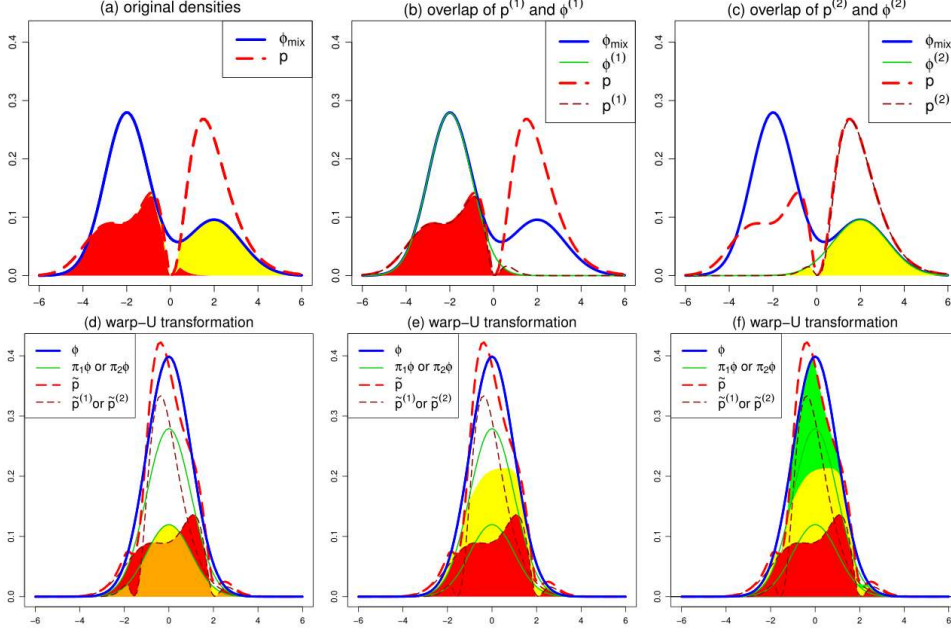 (a) original densities
ϕmix
p
0.0 0.1 0.2 0.3 0.4
-6 -4 -2 0 2 4 6
(b) overlap of p(1) and ϕ(1)
ϕmix
ϕ(1)
p
p(1)
0.0 0.1 0.2 0.3 0.4
-6 -4 -2 0 2 4 6
(c) overlap of p(2) and ϕ(2)
ϕmix
ϕ(2)
p
p(2)
0.0 0.1 0.2 0.3 0.4
-6 -4 -2 0 2 4 6
(d) warp-U transformation
ϕ
π1ϕ or π2ϕ
p̃
p̃(1)or p̃(2)
0.0 0.1 0.2 0.3 0.4
-6 -4 -2 0 2 4 6
(e) warp-U transformation
ϕ
π1ϕ or π2ϕ
p̃
p̃(1)or p̃(2)
0.0 0.1 0.2 0.3 0.4
-6 -4 -2 0 2 4 6
(f) warp-U transformation
ϕ
π1ϕ or π2ϕ
p̃
p̃(1)or p̃(2)
0.0 0.1 0.2 0.3 0.4
-6 -4 -2 0 2 4 6